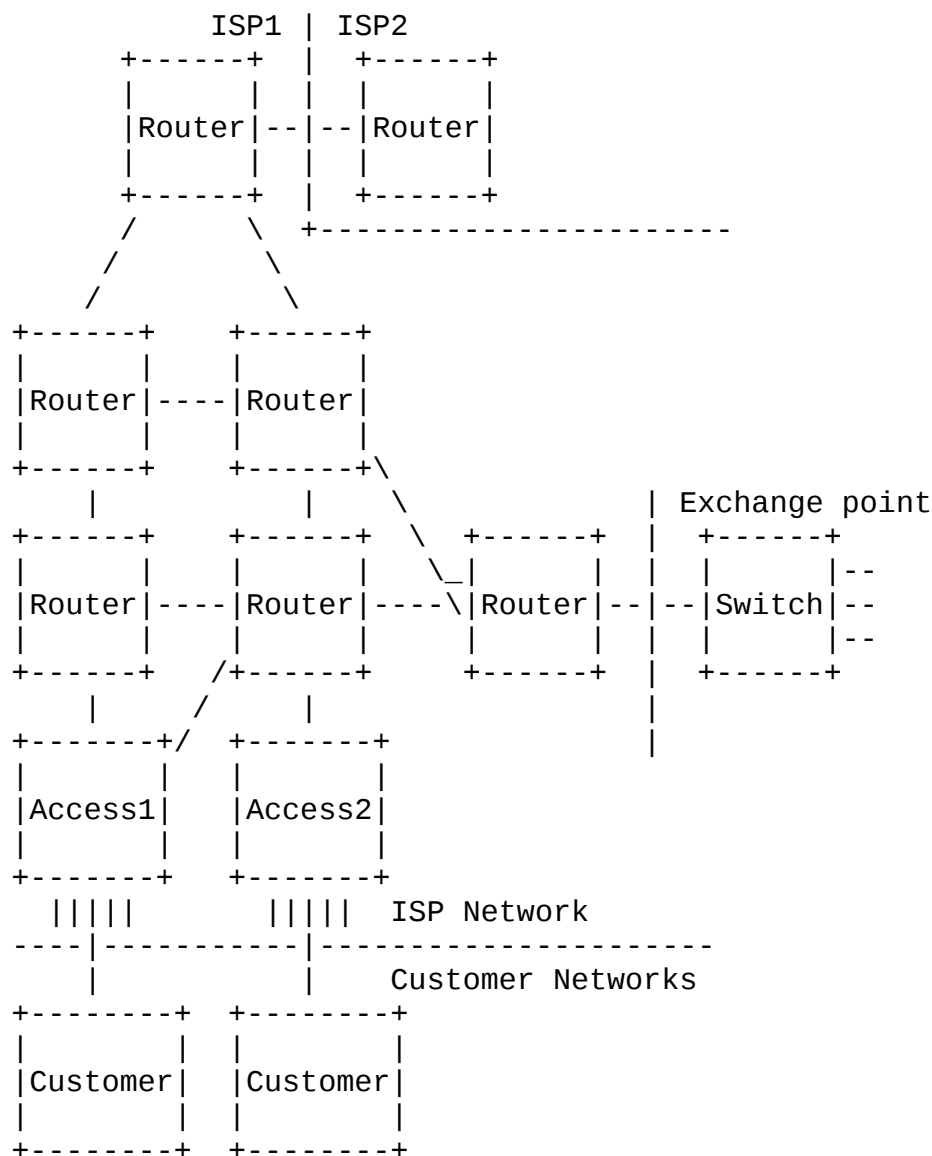 ISP1 | ISP2
+------+ | +------+
| | | | |
|Router|--|--|Router|
| | | | |
+------+ | +------+
/ \ +-----------------------
/ \
/ \
+------+ +------+
| | | |
|Router|----|Router|
| | | |
+------+ +------+\
| | \ | Exchange point
+------+ +------+ \ +------+ | +------+
| | | | \_| | | | |--
|Router|----|Router|----\|Router|--|--|Switch|--
| | | | | | | | |--
+------+ /+------+ +------+ | +------+
| / | |
+-------+/ +-------+ |
| | | |
|Access1| |Access2|
| | | |
+-------+ +-------+
||||| ||||| ISP Network
----|-----------|----------------------
| | Customer Networks
+--------+ +--------+
| | | |
|Customer| |Customer|
| | | |
+--------+ +--------+